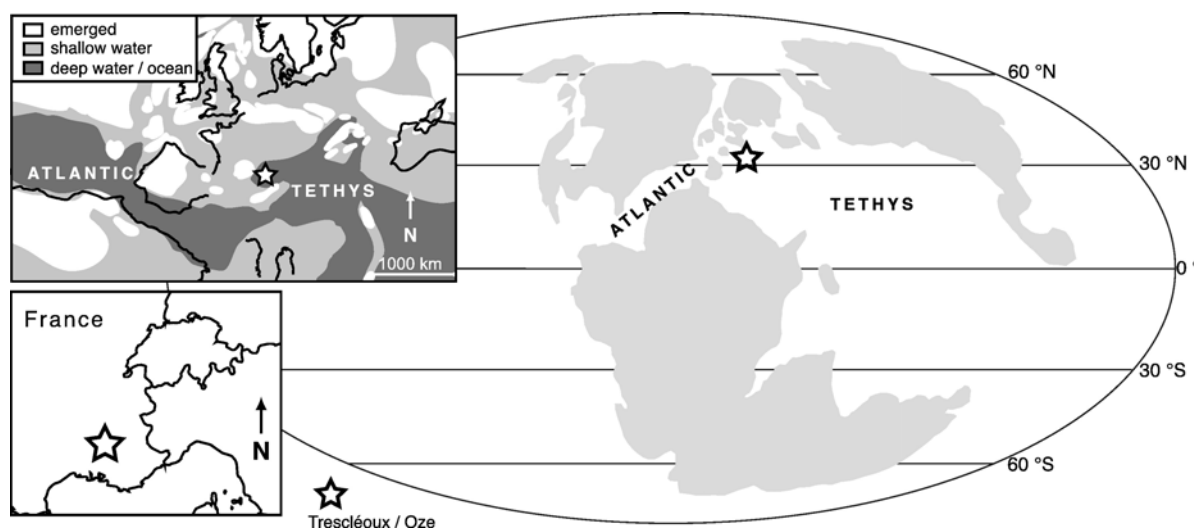 emerged
shallow water
deep water / ocean
ATLANTIC
TETHYS
N
1000 km
France
N
Trescléoux / Oze
60 °N
30 °N
0 °
30 °S
60 °S
ATLANTIC
TETHYS